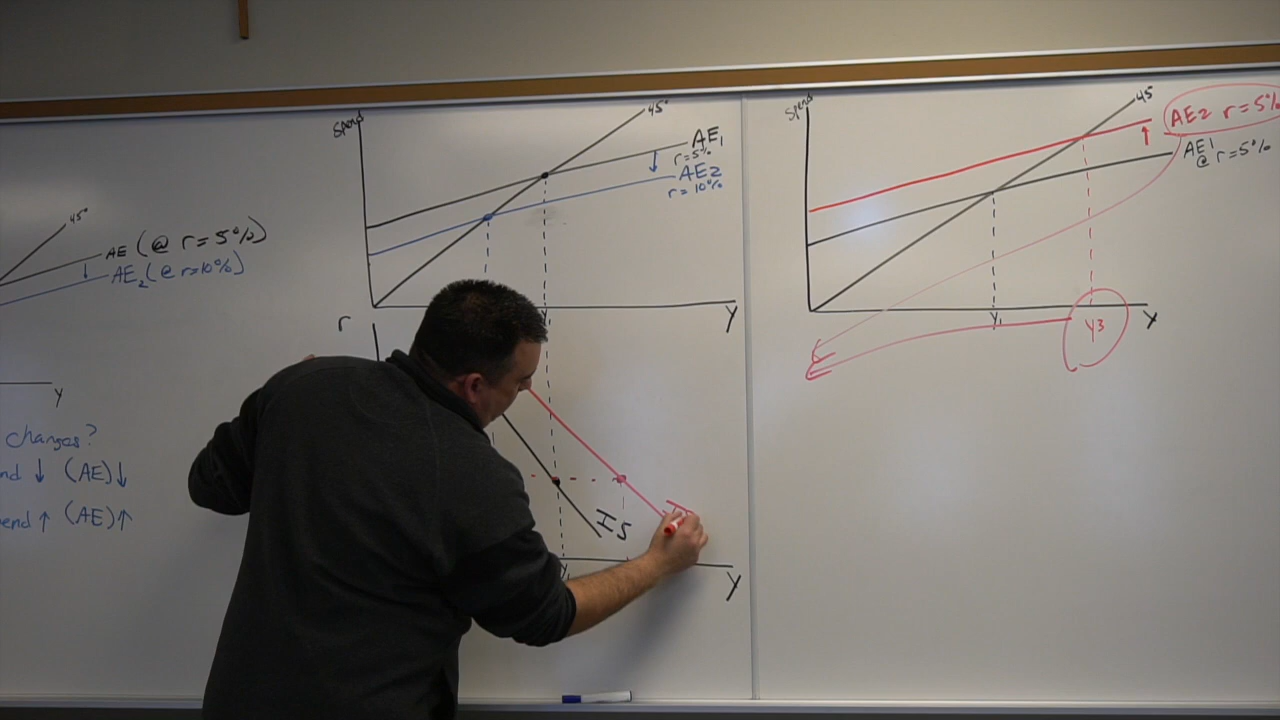 45°
AE (@ r=5%)
AE2 (@ r=10%)
Y
changes?
nd ↓ (AE)↓
end ↑ (AE)↑
Spend
45°
AE1
r=5%
AE2
r=10%
Y
r
IS
Y1
Y
Spend
45
AE2 r=5%
AE1
@ r=5%
Y1
Y3
Y